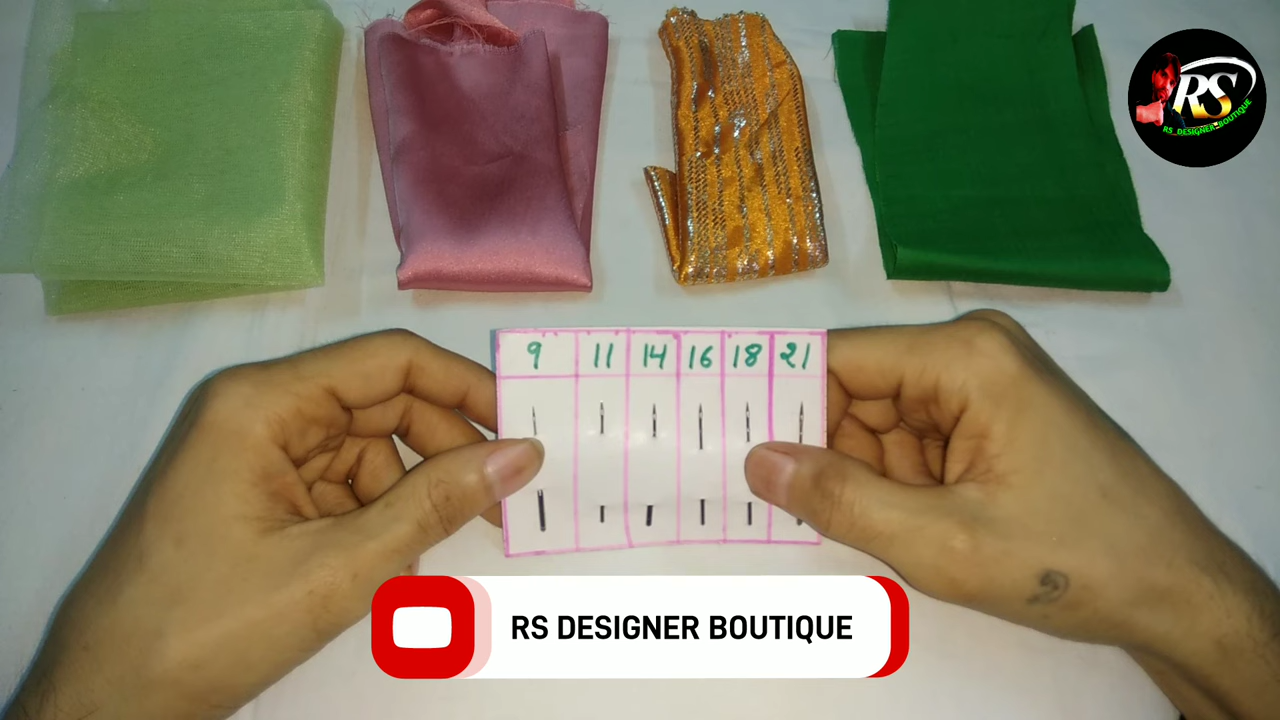 RS
RS_DESIGNER_BOUTIQUE
9 11 14 16 18 21
RS DESIGNER BOUTIQUE